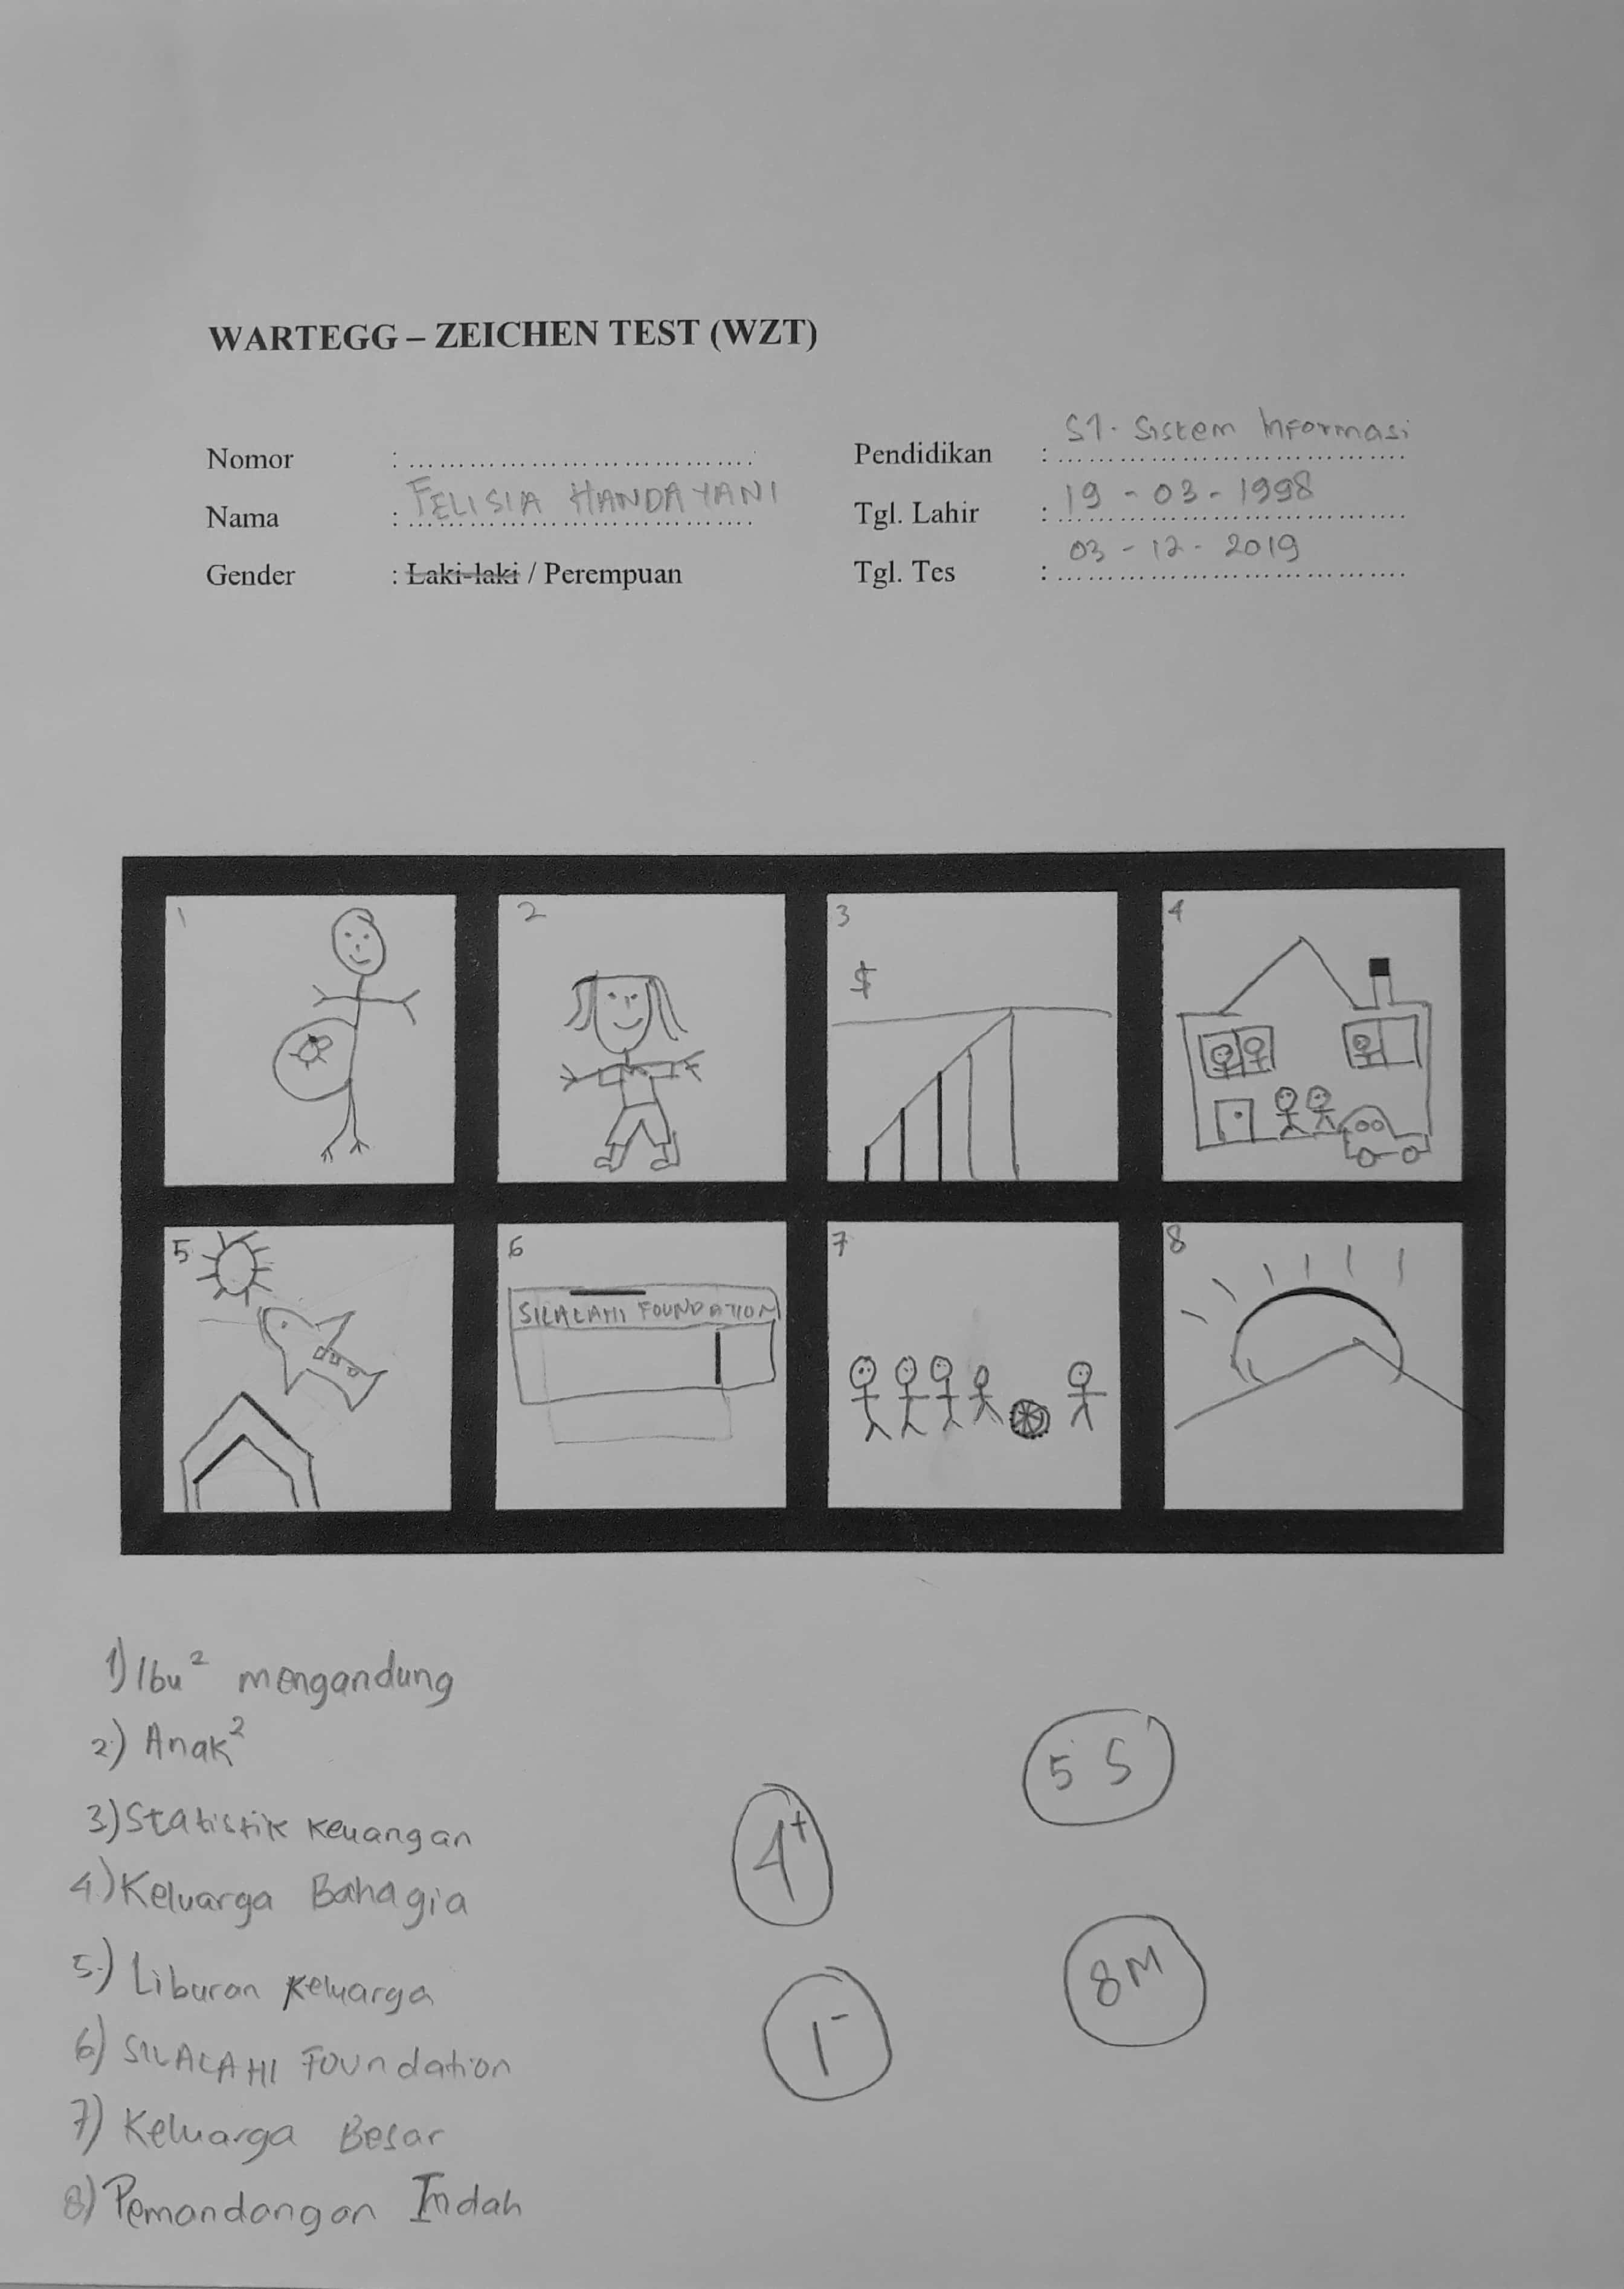 WARTEGG – ZEICHEN TEST (WZT)
Nomor : ........................................
Nama : FELISIA HANDAYANI
Gender : Laki-laki / Perempuan
Pendidikan : S1. Sistem Informasi
Tgl. Lahir : 19 - 03 - 1998
Tgl. Tes : 03 - 12 - 2019
1 2 3 4
$
5 6 7 8
SILALAHI FOUNDATION
1) Ibu² mengandung
2) Anak²
3) Statistik Keuangan
4) Keluarga Bahagia
5) Liburan Keluarga
6) SILALAHI Foundation
7) Keluarga Besar
8) Pemandangan Indah
4+
5 S
1-
8M